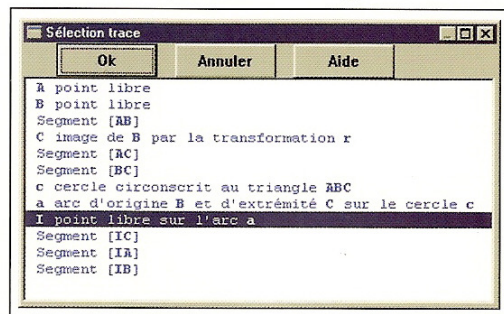 Sélection trace
Ok Annuler Aide
A point libre
B point libre
Segment [AB]
C image de B par la transformation r
Segment [AC]
Segment [BC]
c cercle circonscrit au triangle ABC
a arc d'origine B et d'extrémité C sur le cercle c
I point libre sur l'arc a
Segment [IC]
Segment [IA]
Segment [IB]